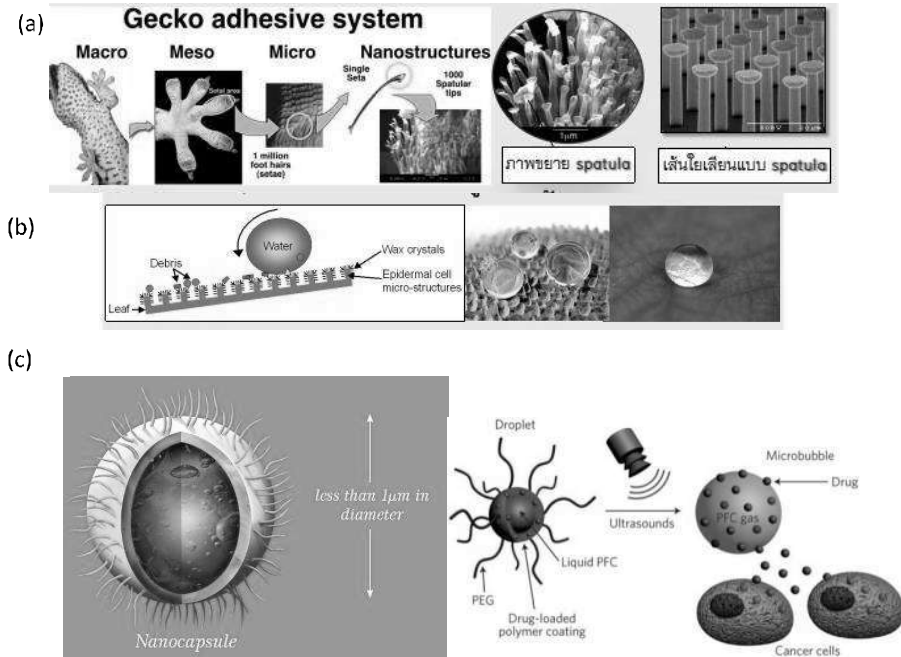 (a)
Gecko adhesive system
Macro
Meso
Micro
Nanostructures
Setal area
Single
Seta
1000
Spatular
tips
1 million
foot hairs
(setae)
1µm
ภาพขยาย spatula
เส้นใยเลียนแบบ spatula
(b)
Water
Debris
Wax crystals
Epidermal cell
micro-structures
Leaf
(c)
less than 1µm in
diameter
Nanocapsule
Droplet
Microbubble
Drug
PFC gas
Ultrasounds
Liquid PFC
PEG
Drug-loaded
polymer coating
Cancer cells